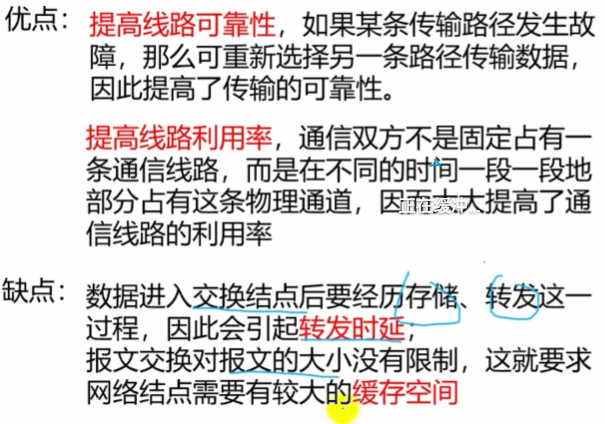 优点：提高线路可靠性，如果某条传输路径发生故
障，那么可重新选择另一条路径传输数据，
因此提高了传输的可靠性。
提高线路利用率，通信双方不是固定占有一
条通信线路，而是在不同的时间一段一段地
部分占有这条物理通道，因而大大提高了通
正在缓冲
信线路的利用率
缺点：数据进入交换结点后要经历存储、转发这一
过程，因此会引起转发时延；
报文交换对报文的大小没有限制，这就要求
网络结点需要有较大的缓存空间